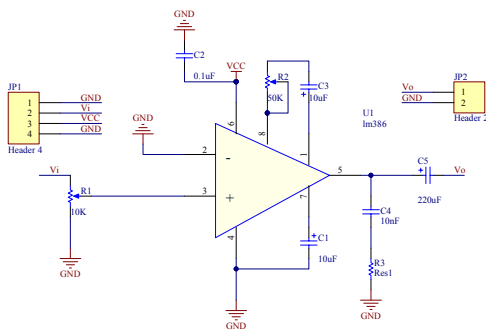 GND
C2
0.1uF
VCC
R2
50K
C3
10uF
JP1
1 GND
2 Vi
3 VCC
4 GND
Header 4
JP2
Vo 1
GND 2
Header 2
U1
lm386
GND
6
8
1
2
-
3
+
5
7
4
Vi
R1
10K
GND
C5
Vo
220uF
C4
10nF
C1
10uF
R3
Res1
GND
GND